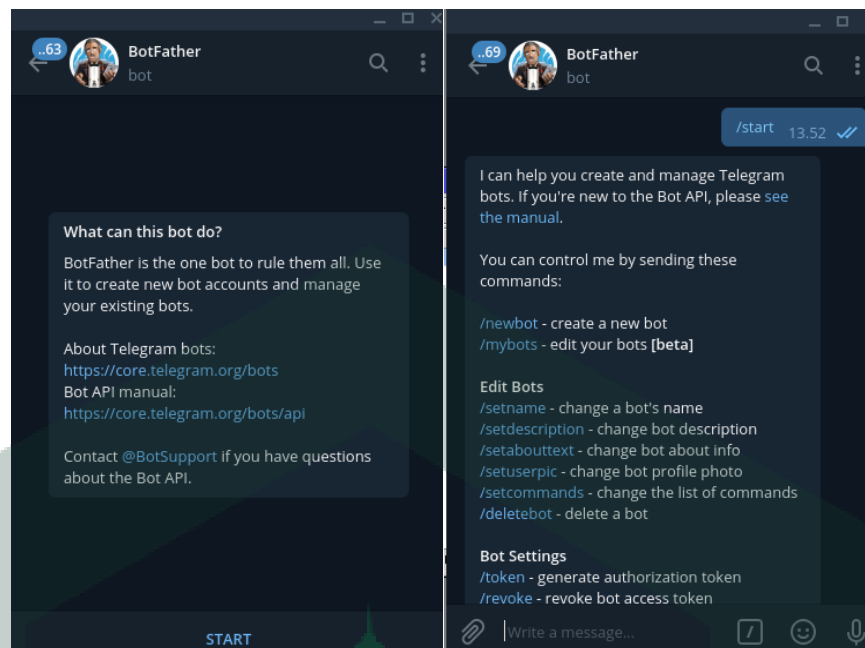 ..63
BotFather
bot
What can this bot do?
BotFather is the one bot to rule them all. Use
it to create new bot accounts and manage
your existing bots.
About Telegram bots:
https://core.telegram.org/bots
Bot API manual:
https://core.telegram.org/bots/api
Contact @BotSupport if you have questions
about the Bot API.
START
..69
BotFather
bot
/start 13.52
I can help you create and manage Telegram
bots. If you're new to the Bot API, please see
the manual.
You can control me by sending these
commands:
/newbot - create a new bot
/mybots - edit your bots [beta]
Edit Bots
/setname - change a bot's name
/setdescription - change bot description
/setabouttext - change bot about info
/setuserpic - change bot profile photo
/setcommands - change the list of commands
/deletebot - delete a bot
Bot Settings
/token - generate authorization token
/revoke - revoke bot access token
Write a message...